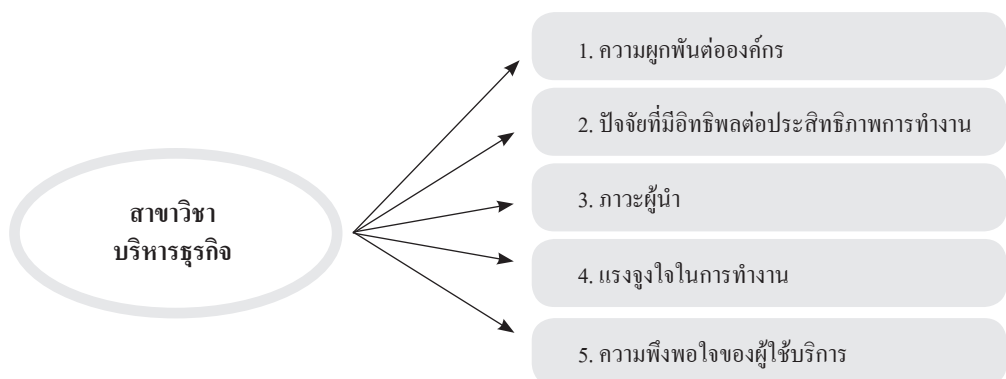 สาขาวิชา
บริหารธุรกิจ
1. ความผูกพันต่อองค์กร
2. ปัจจัยที่มีอิทธิพลต่อประสิทธิภาพการทำงาน
3. ภาวะผู้นำ
4. แรงจูงใจในการทำงาน
5. ความพึงพอใจของผู้ใช้บริการ